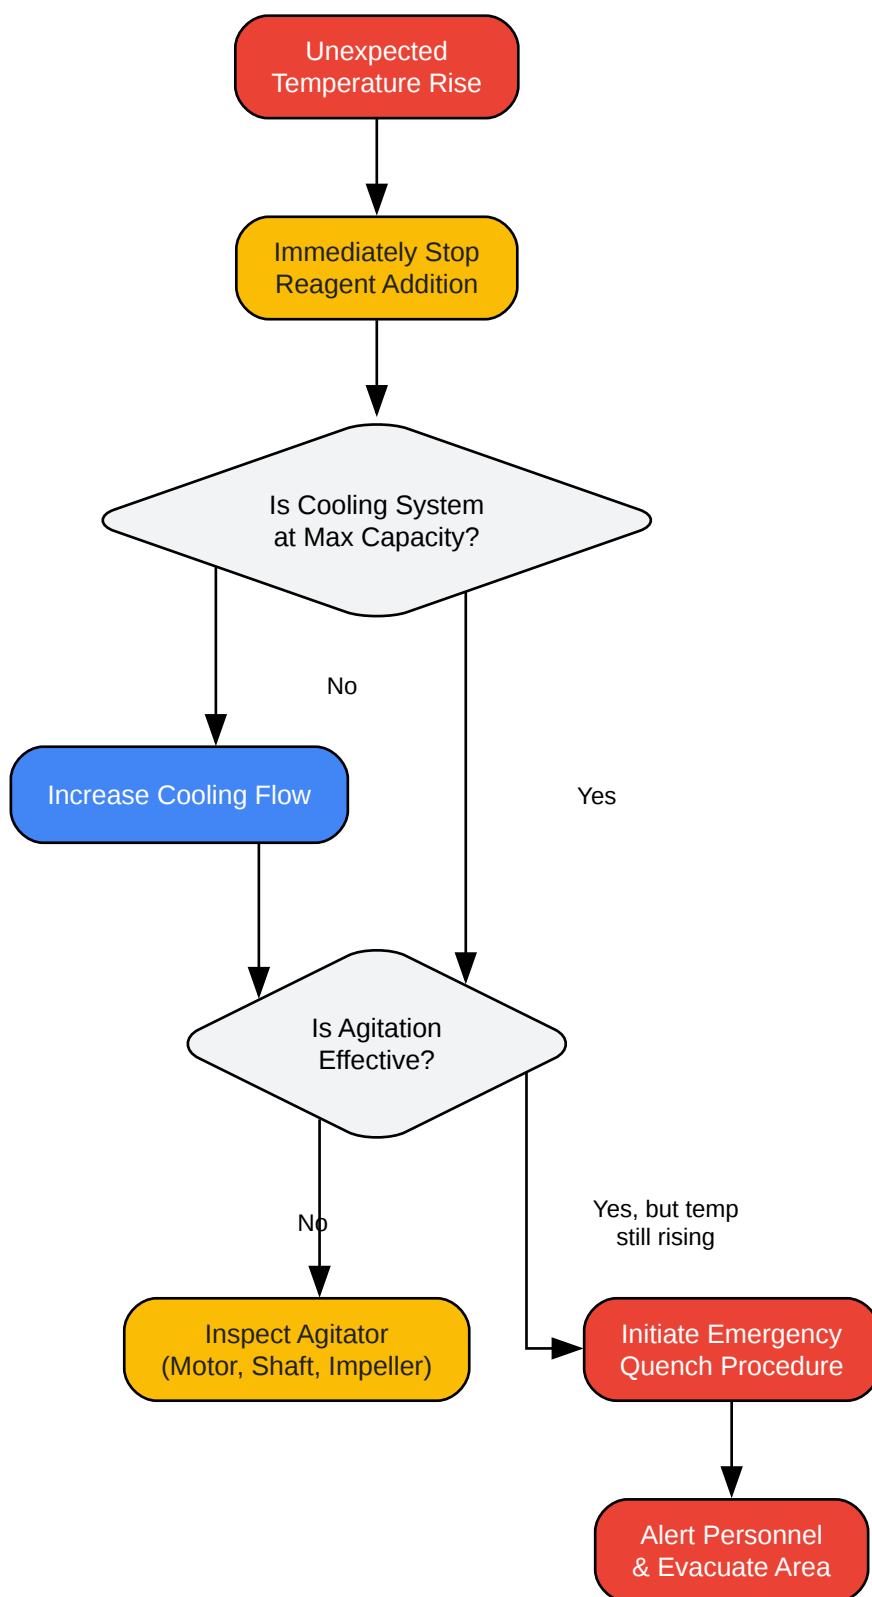 Unexpected
Temperature Rise
Immediately Stop
Reagent Addition
Is Cooling System
at Max Capacity?
No
Increase Cooling Flow
Yes
Is Agitation
Effective?
No
Yes, but temp
still rising
Inspect Agitator
(Motor, Shaft, Impeller)
Initiate Emergency
Quench Procedure
Alert Personnel
& Evacuate Area